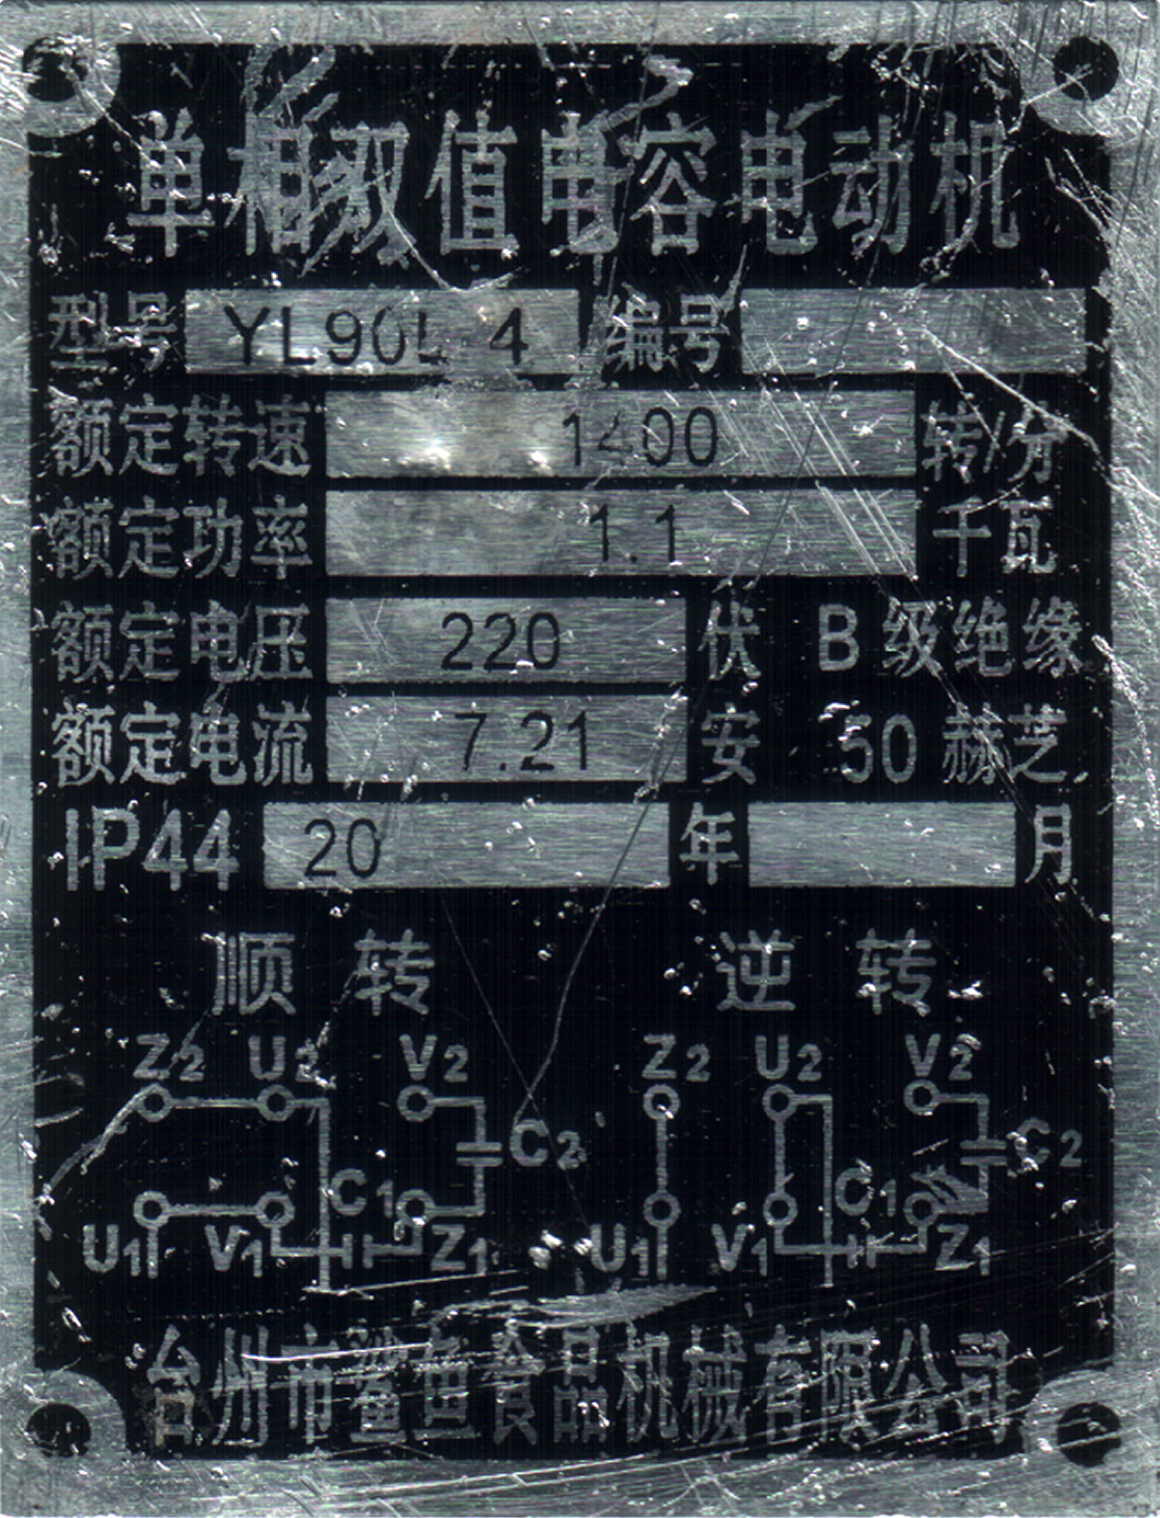 单相双值电容电动机
型号 YL90L 4 编号
额定转速 1400 转/分
额定功率 1.1 千瓦
额定电压 220 伏 B级绝缘
额定电流 7.21 安 50赫芝
IP44 20 年 月
顺转 逆转
Z2 U2 V2 Z2 U2 V2
C2 C2
C1 C1
U1 V1 Z1 U1 V1 Z1
台州市鲨鱼食品机械有限公司